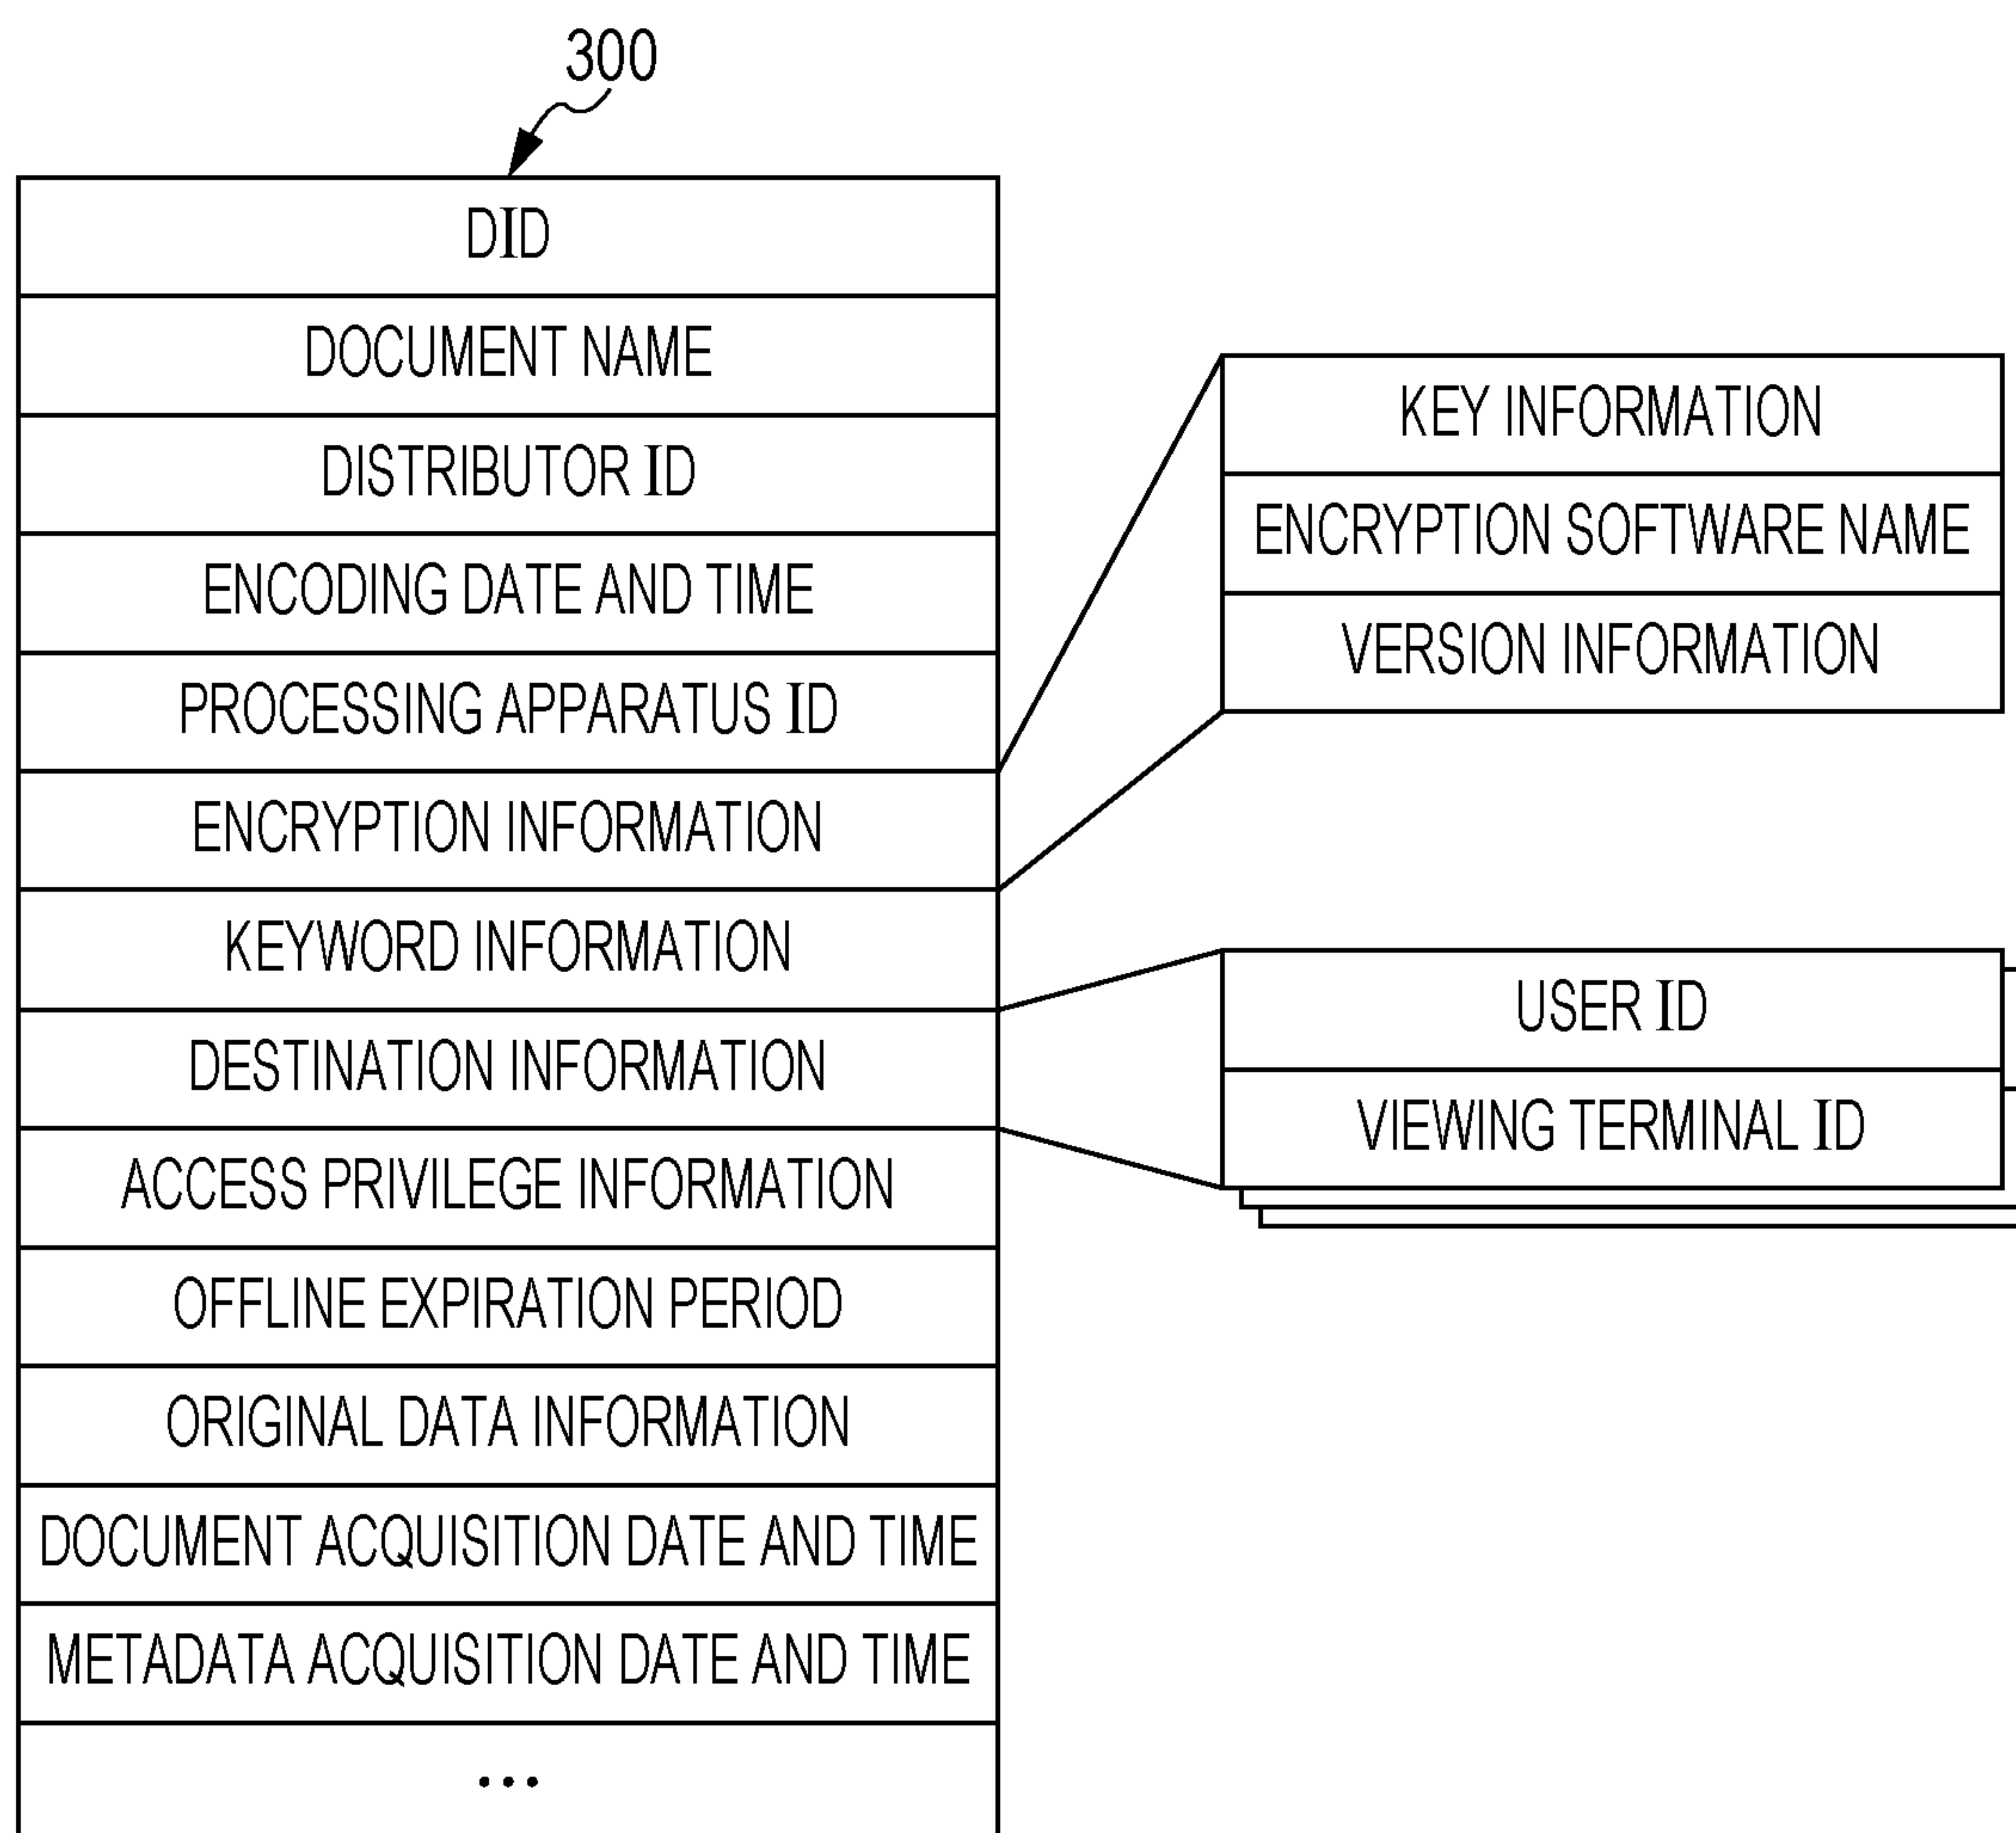 300
DID
DOCUMENT NAME
DISTRIBUTOR ID
ENCODING DATE AND TIME
PROCESSING APPARATUS ID
ENCRYPTION INFORMATION
KEYWORD INFORMATION
DESTINATION INFORMATION
ACCESS PRIVILEGE INFORMATION
OFFLINE EXPIRATION PERIOD
ORIGINAL DATA INFORMATION
DOCUMENT ACQUISITION DATE AND TIME
METADATA ACQUISITION DATE AND TIME
...
KEY INFORMATION
ENCRYPTION SOFTWARE NAME
VERSION INFORMATION
USER ID
VIEWING TERMINAL ID